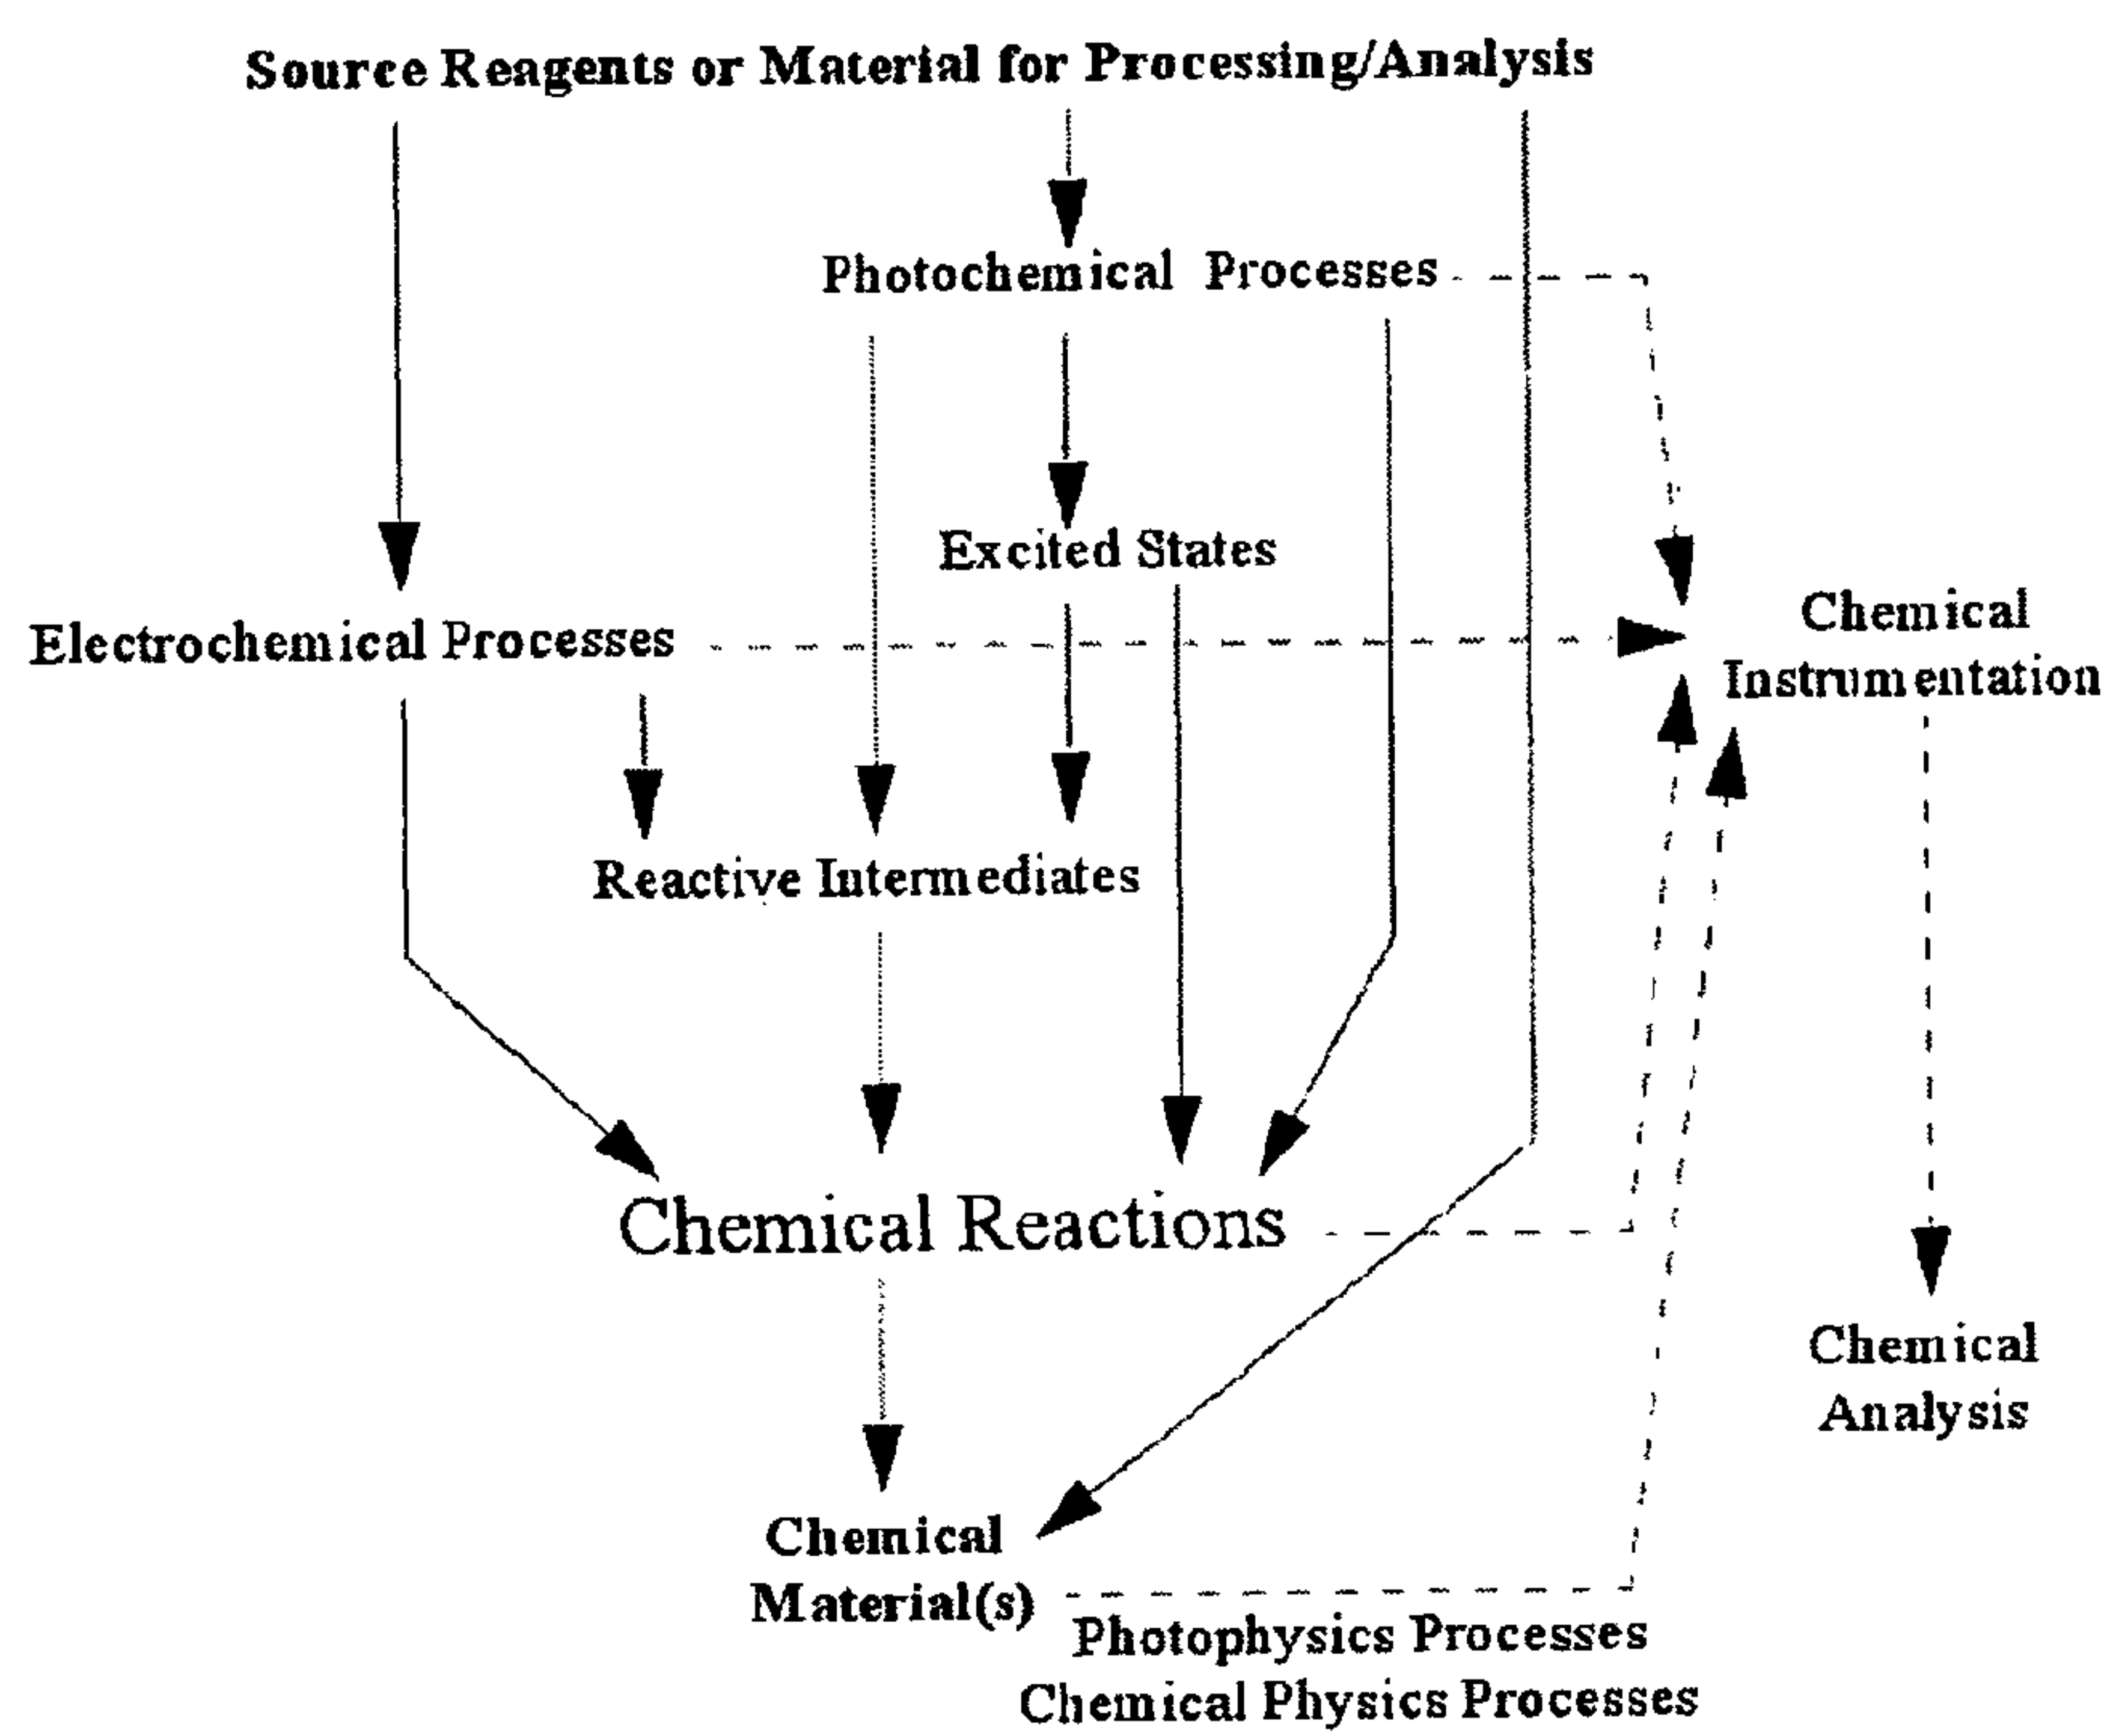 Source Reagents or Material for Processing/Analysis
Photochemical Processes
Excited States
Electrochemical Processes
Chemical
Instrumentation
Reactive Intermediates
Chemical Reactions
Chemical
Analysis
Chemical
Material(s)
Photophysics Processes
Chemical Physics Processes